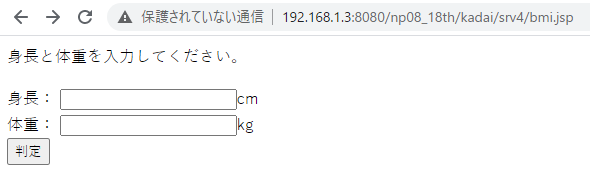 保護されていない通信 | 192.168.1.3:8080/np08_18th/kadai/srv4/bmi.jsp
身長と体重を入力してください。
身長： cm
体重： kg
判定